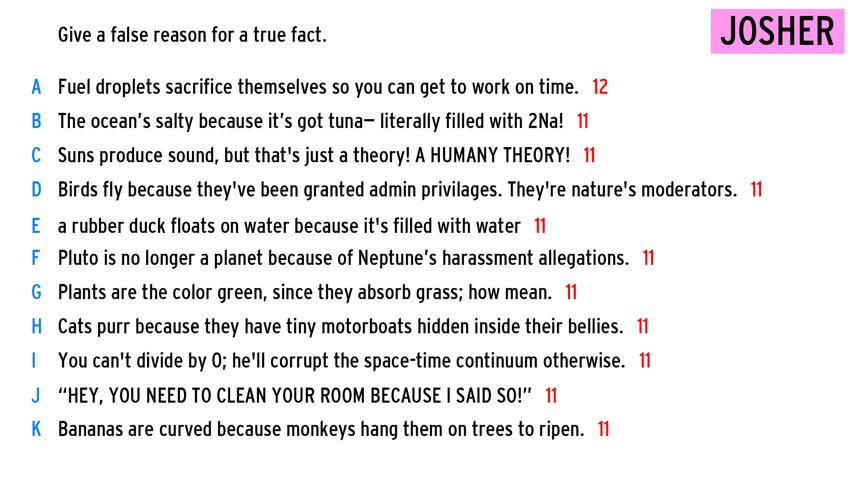 Give a false reason for a true fact.
JOSHER
A Fuel droplets sacrifice themselves so you can get to work on time. 12
B The ocean’s salty because it’s got tuna– literally filled with 2Na! 11
C Suns produce sound, but that's just a theory! A HUMANY THEORY! 11
D Birds fly because they've been granted admin privilages. They're nature's moderators. 11
E a rubber duck floats on water because it's filled with water 11
F Pluto is no longer a planet because of Neptune’s harassment allegations. 11
G Plants are the color green, since they absorb grass; how mean. 11
H Cats purr because they have tiny motorboats hidden inside their bellies. 11
I You can't divide by 0; he'll corrupt the space-time continuum otherwise. 11
J “HEY, YOU NEED TO CLEAN YOUR ROOM BECAUSE I SAID SO!” 11
K Bananas are curved because monkeys hang them on trees to ripen. 11